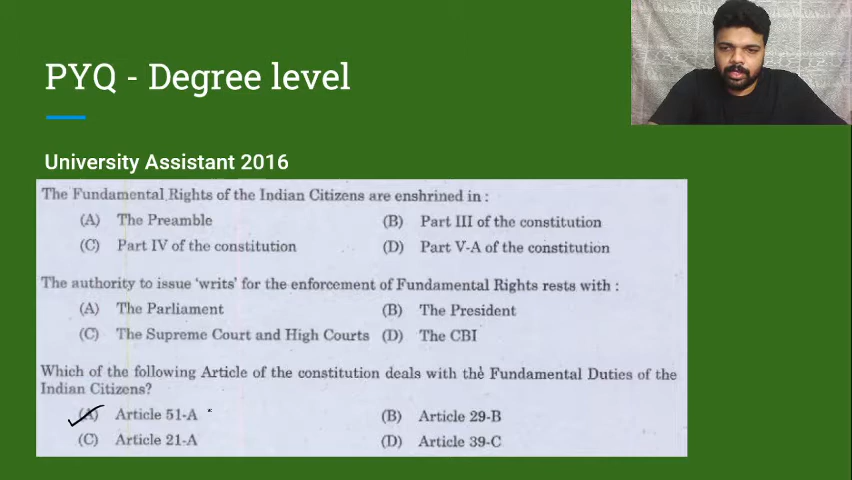 PYQ - Degree level
University Assistant 2016
The Fundamental Rights of the Indian Citizens are enshrined in :
(A) The Preamble (B) Part III of the constitution
(C) Part IV of the constitution (D) Part V-A of the constitution
The authority to issue 'writs' for the enforcement of Fundamental Rights rests with :
(A) The Parliament (B) The President
(C) The Supreme Court and High Courts (D) The CBI
Which of the following Article of the constitution deals with the Fundamental Duties of the
Indian Citizens?
(A) Article 51-A (B) Article 29-B
(C) Article 21-A (D) Article 39-C